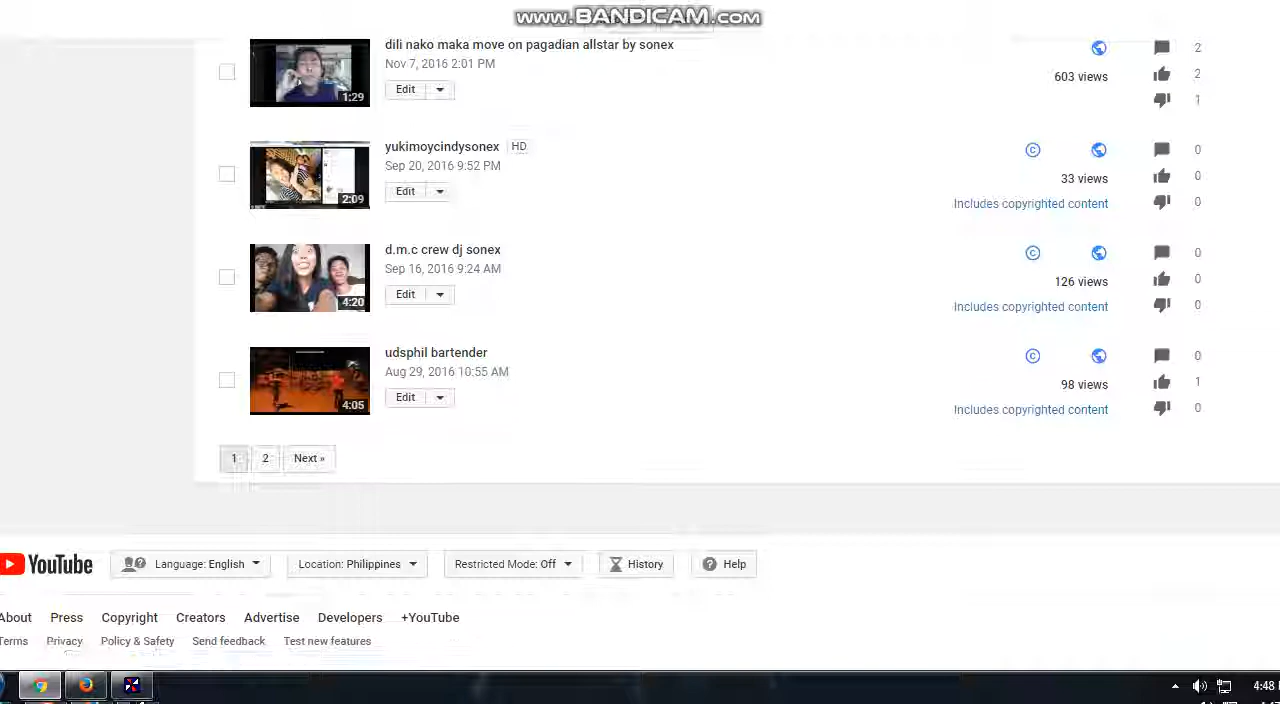 www.BANDICAM.com
dili nako maka move on pagadian allstar by sonex
Nov 7, 2016 2:01 PM
Edit
1:29
603 views
2
2
1
yukimoycindysonex HD
Sep 20, 2016 9:52 PM
Edit
2:09
33 views
Includes copyrighted content
0
0
0
d.m.c crew dj sonex
Sep 16, 2016 9:24 AM
Edit
4:20
126 views
Includes copyrighted content
0
0
0
udsphil bartender
Aug 29, 2016 10:55 AM
Edit
4:05
98 views
Includes copyrighted content
0
1
0
1 2 Next »
YouTube Language: English Location: Philippines Restricted Mode: Off History Help
About Press Copyright Creators Advertise Developers +YouTube
Terms Privacy Policy & Safety Send feedback Test new features
4:48